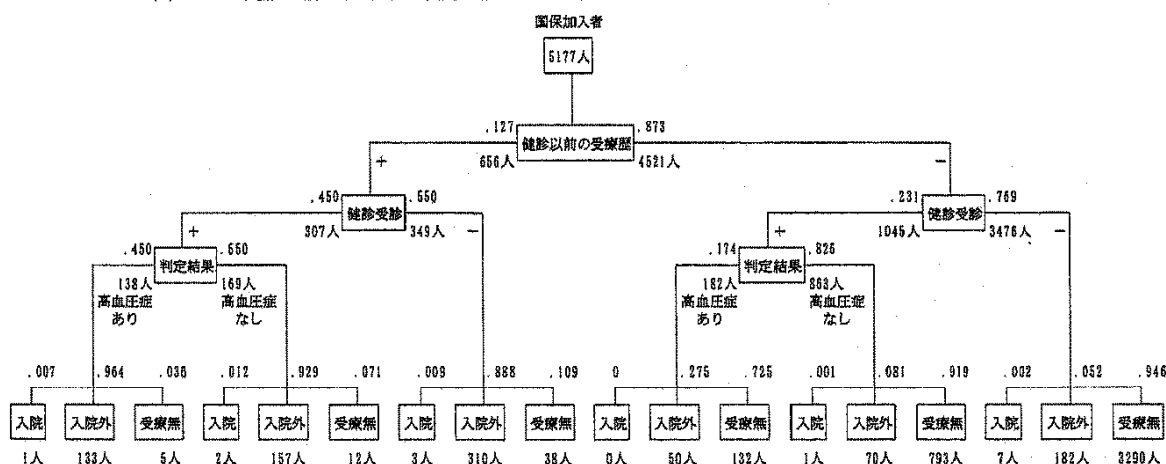 国保加入者
5177人
.127 健診以前の受療歴 .873
+ 656人 4521人 −
.450 健診受診 .550 .231 健診受診 .769
+ 307人 349人 − + 1045人 3476人 −
.450 判定結果 .550 .174 判定結果 .826
138人 169人 182人 863人
高血圧症 高血圧症 高血圧症 高血圧症
あり なし あり なし
.007 .964 .036 .012 .929 .071 .009 .888 .109 0 .275 .725 .001 .081 .919 .002 .052 .946
入院 入院外 受療無 入院 入院外 受療無 入院 入院外 受療無 入院 入院外 受療無 入院 入院外 受療無 入院 入院外 受療無
1人 133人 5人 2人 157人 12人 3人 310人 38人 0人 50人 132人 1人 70人 793人 7人 182人 3290人